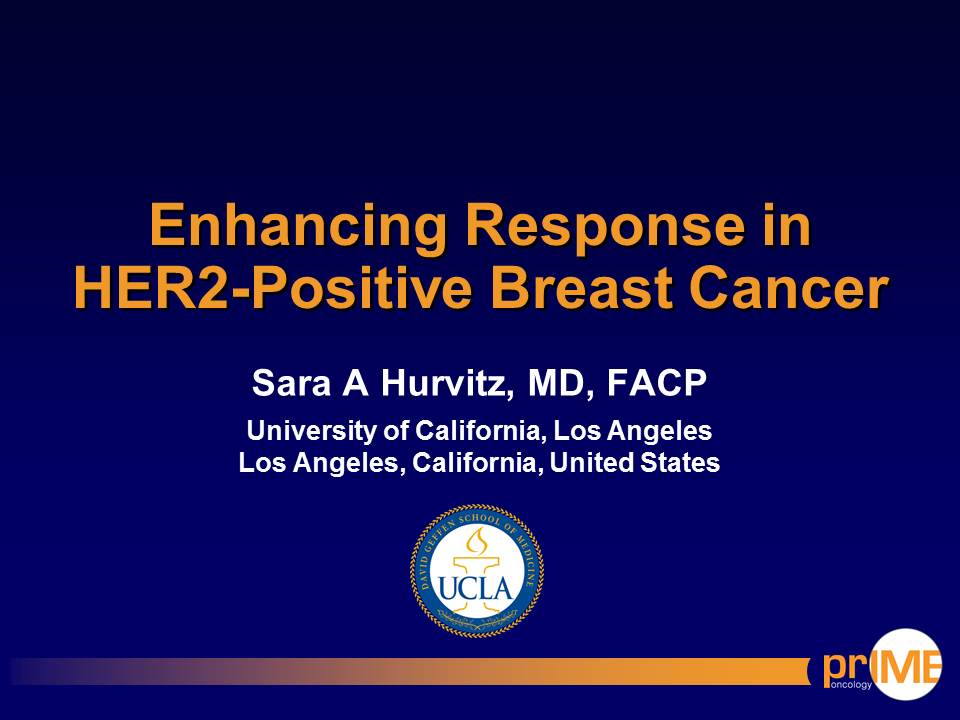 Enhancing Response in
HER2-Positive Breast Cancer
Sara A Hurvitz, MD, FACP
University of California, Los Angeles
Los Angeles, California, United States
DAVID GEFFEN SCHOOL OF MEDICINE
UCLA
prIME
oncology